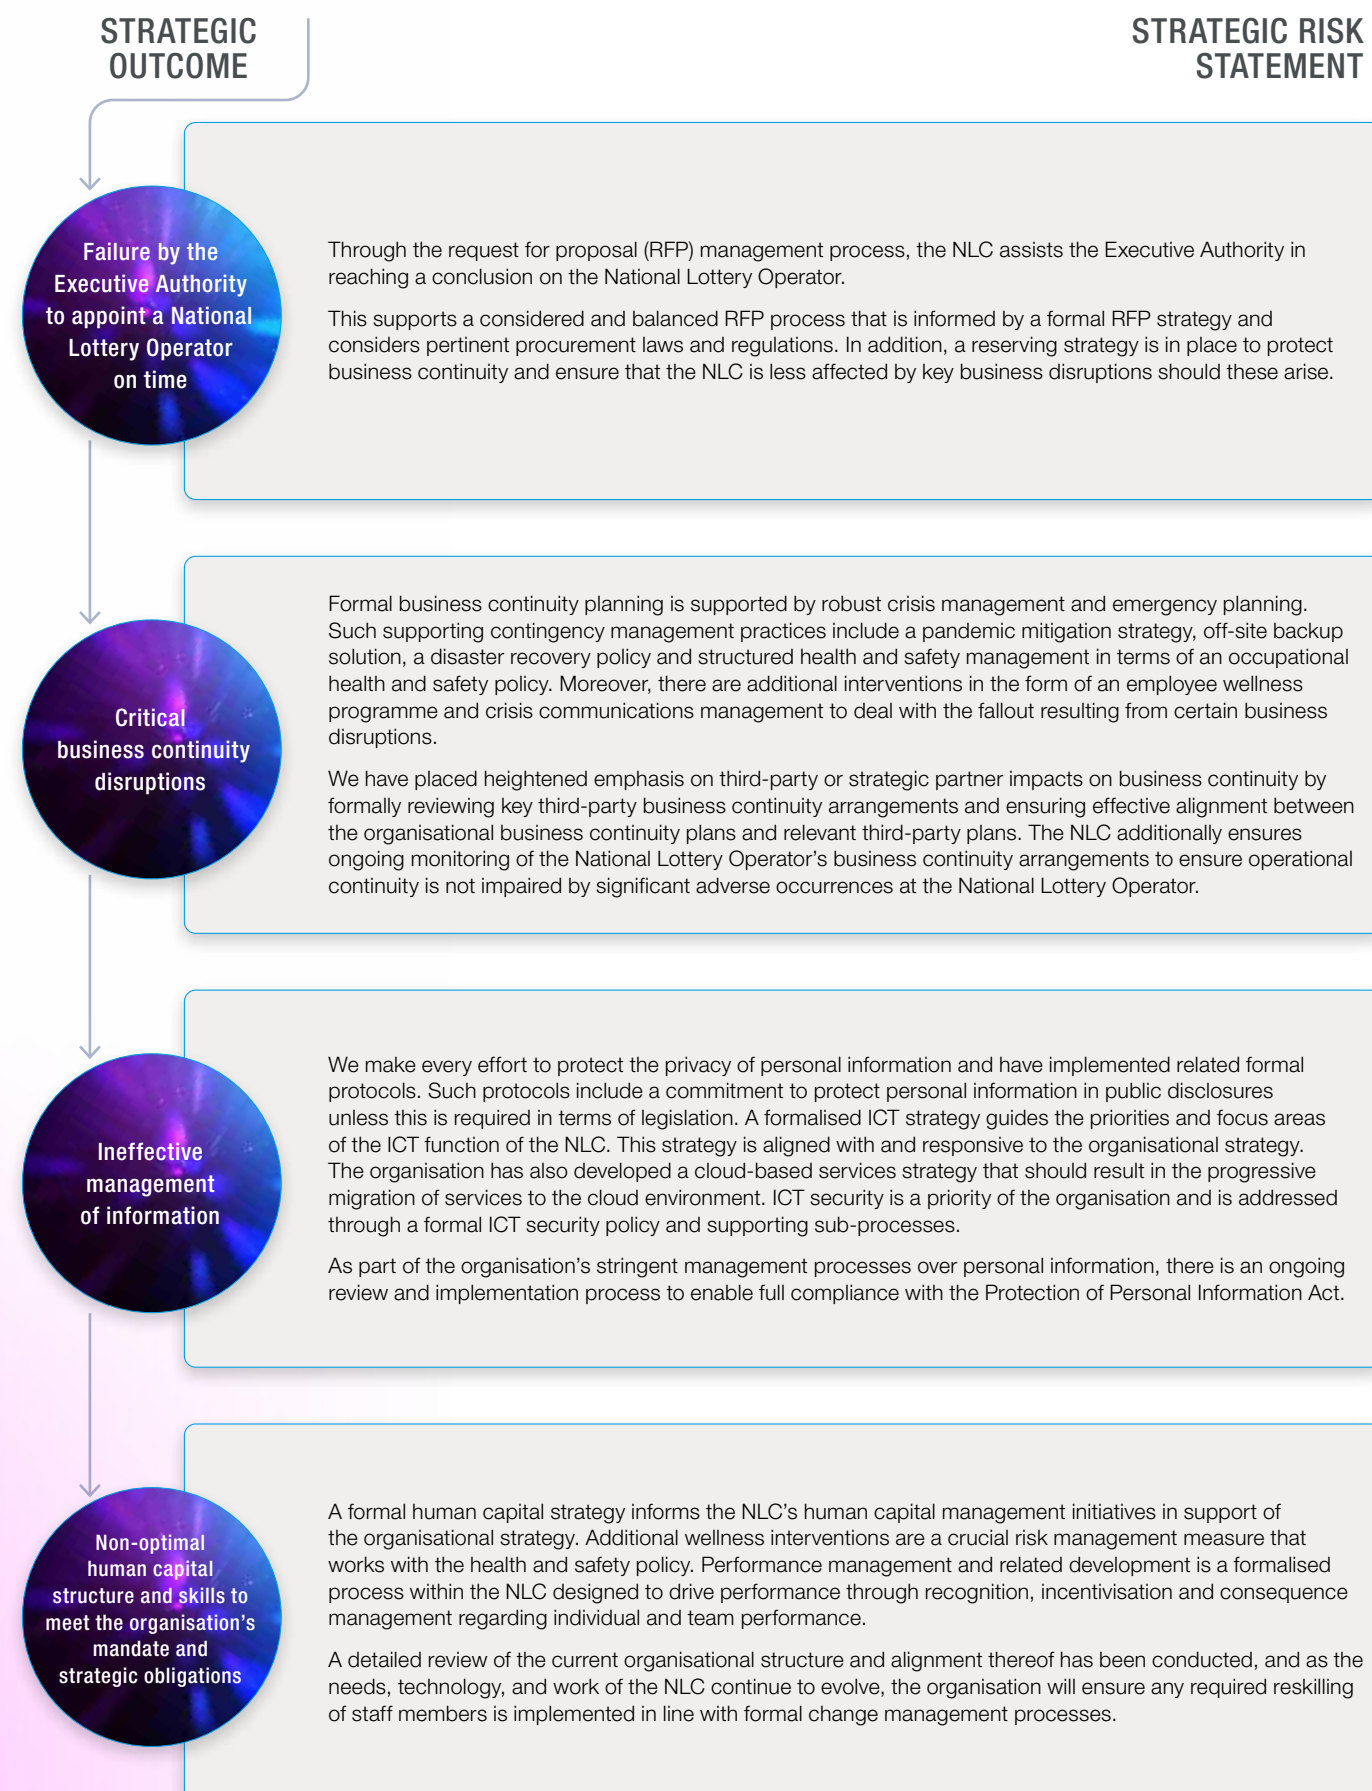 STRATEGIC
OUTCOME
STRATEGIC RISK
STATEMENT
Failure by the
Executive Authority
to appoint a National
Lottery Operator
on time
Through the request for proposal (RFP) management process, the NLC assists the Executive Authority in
reaching a conclusion on the National Lottery Operator.
This supports a considered and balanced RFP process that is informed by a formal RFP strategy and
considers pertinent procurement laws and regulations. In addition, a reserving strategy is in place to protect
business continuity and ensure that the NLC is less affected by key business disruptions should these arise.
Critical
business continuity
disruptions
Formal business continuity planning is supported by robust crisis management and emergency planning.
Such supporting contingency management practices include a pandemic mitigation strategy, off-site backup
solution, a disaster recovery policy and structured health and safety management in terms of an occupational
health and safety policy. Moreover, there are additional interventions in the form of an employee wellness
programme and crisis communications management to deal with the fallout resulting from certain business
disruptions.
We have placed heightened emphasis on third-party or strategic partner impacts on business continuity by
formally reviewing key third-party business continuity arrangements and ensuring effective alignment between
the organisational business continuity plans and relevant third-party plans. The NLC additionally ensures
ongoing monitoring of the National Lottery Operator's business continuity arrangements to ensure operational
continuity is not impaired by significant adverse occurrences at the National Lottery Operator.
Ineffective
management
of information
We make every effort to protect the privacy of personal information and have implemented related formal
protocols. Such protocols include a commitment to protect personal information in public disclosures
unless this is required in terms of legislation. A formalised ICT strategy guides the priorities and focus areas
of the ICT function of the NLC. This strategy is aligned with and responsive to the organisational strategy.
The organisation has also developed a cloud-based services strategy that should result in the progressive
migration of services to the cloud environment. ICT security is a priority of the organisation and is addressed
through a formal ICT security policy and supporting sub-processes.
As part of the organisation's stringent management processes over personal information, there is an ongoing
review and implementation process to enable full compliance with the Protection of Personal Information Act.
Non-optimal
human capital
structure and skills to
meet the organisation's
mandate and
strategic obligations
A formal human capital strategy informs the NLC's human capital management initiatives in support of
the organisational strategy. Additional wellness interventions are a crucial risk management measure that
works with the health and safety policy. Performance management and related development is a formalised
process within the NLC designed to drive performance through recognition, incentivisation and consequence
management regarding individual and team performance.
A detailed review of the current organisational structure and alignment thereof has been conducted, and as the
needs, technology, and work of the NLC continue to evolve, the organisation will ensure any required reskilling
of staff members is implemented in line with formal change management processes.